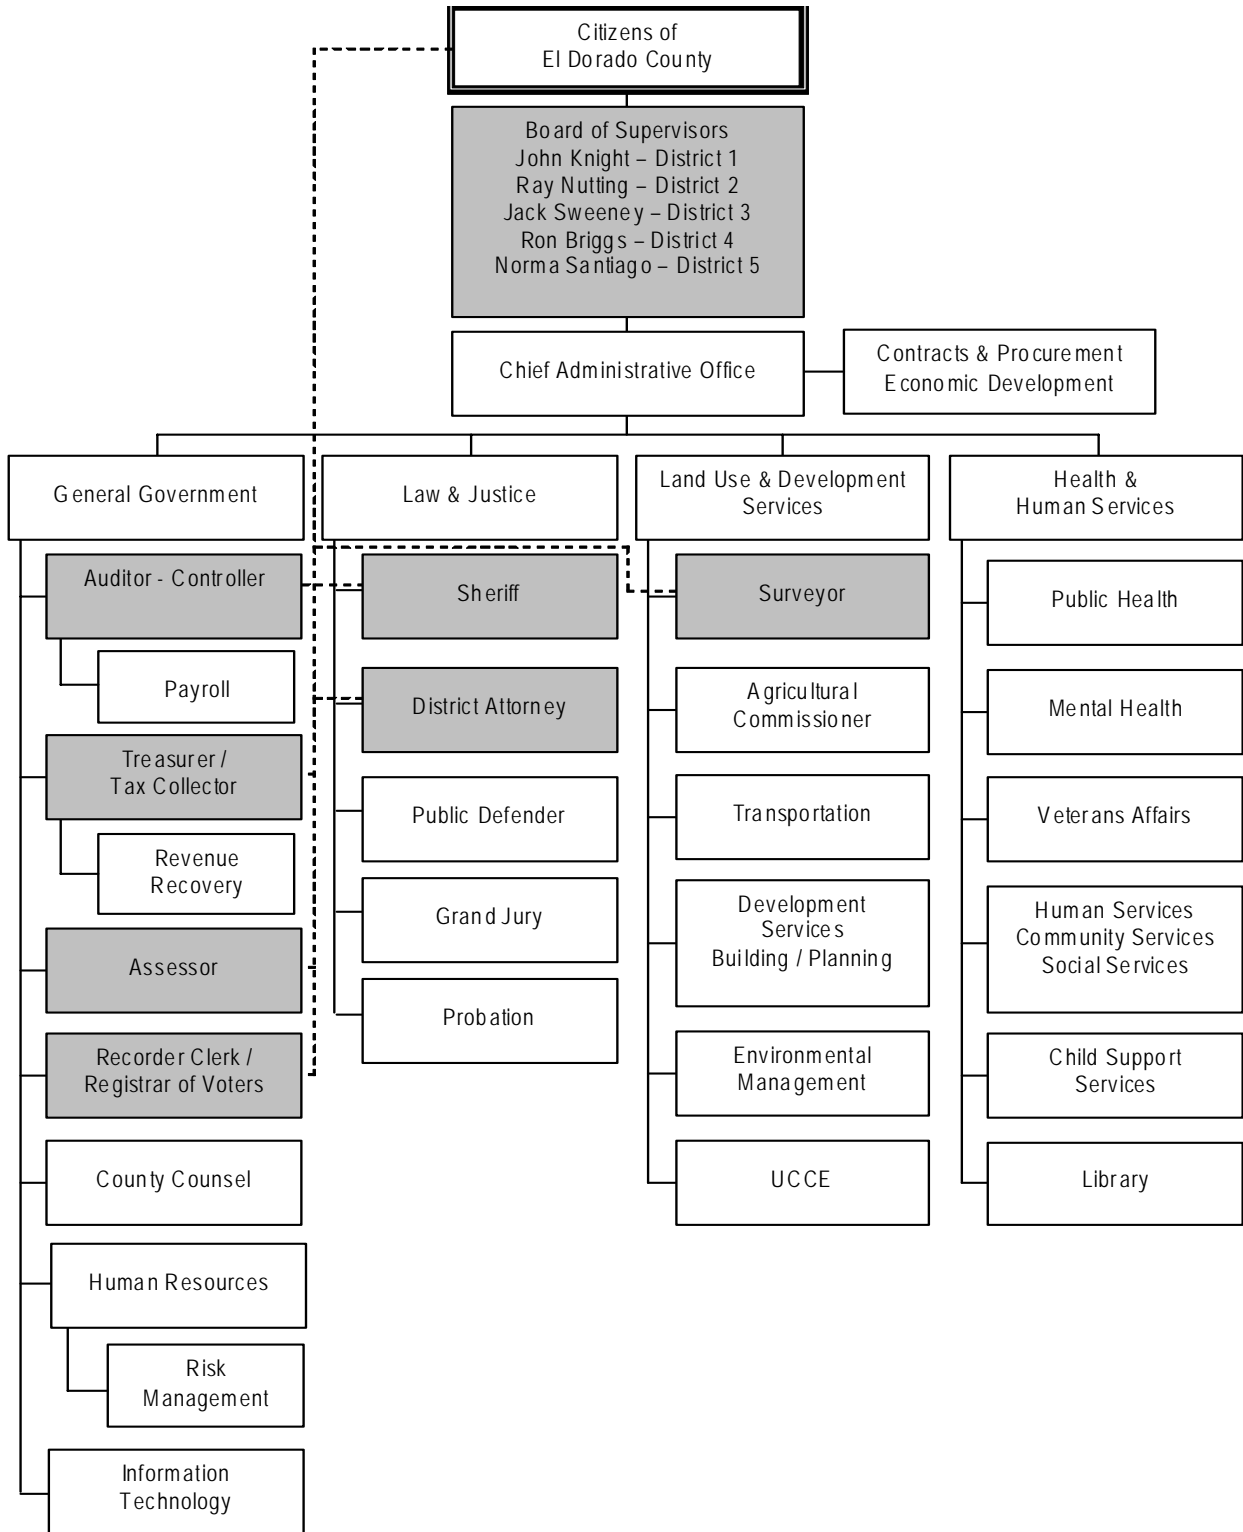 Citizens of
El Dorado County
Board of Supervisors
John Knight – District 1
Ray Nutting – District 2
Jack Sweeney – District 3
Ron Briggs – District 4
Norma Santiago – District 5
Chief Administrative Office
Contracts & Procurement
Economic Development
General Government
Auditor - Controller
Payroll
Treasurer /
Tax Collector
Revenue
Recovery
Assessor
Recorder Clerk /
Registrar of Voters
County Counsel
Human Resources
Risk
Management
Information
Technology
Law & Justice
Sheriff
District Attorney
Public Defender
Grand Jury
Probation
Land Use & Development
Services
Surveyor
Agricultural
Commissioner
Transportation
Development
Services
Building / Planning
Environmental
Management
UCCE
Health &
Human Services
Public Health
Mental Health
Veterans Affairs
Human Services
Community Services
Social Services
Child Support
Services
Library